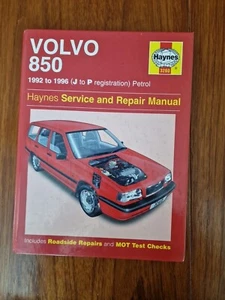 VOLVO
850
1992 to 1996 (J to P registration) Petrol
Haynes
3260
Haynes Service and Repair Manual
Includes Roadside Repairs and MOT Test Checks